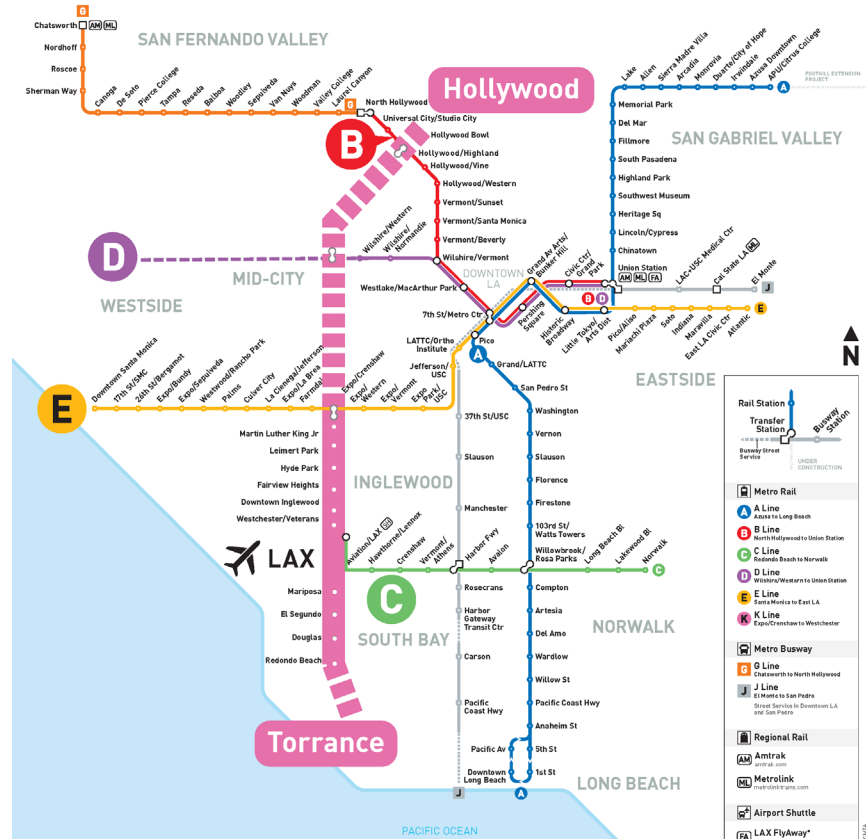 G
Chatsworth
AM
ML
Nordhoff
Roscoe
Sherman Way
SAN FERNANDO VALLEY
Canoga
De Soto
Pierce College
Tampa
Reseda
Balboa
Woodley
Sepulveda
Van Nuys
Woodman
Valley College
Laurel Canyon
G
North Hollywood
Universal City/Studio City
Hollywood
B
Hollywood Bowl
Hollywood/Highland
Hollywood/Vine
Hollywood/Western
Vermont/Sunset
Vermont/Santa Monica
Vermont/Beverly
Wilshire/Vermont
Lake
Allen
Sierra Madre Villa
Arcadia
Monrovia
Duarte/City of Hope
Irwindale
Azusa Downtown
APU/Citrus College
A
FOOTHILL EXTENSION
PROJECT
Memorial Park
Del Mar
Fillmore
South Pasadena
Highland Park
Southwest Museum
Heritage Sq
Lincoln/Cypress
Chinatown
Union Station
AM
ML
FA
SAN GABRIEL VALLEY
D
WESTSIDE
MID-CITY
Wilshire/Western
Wilshire/
Normandie
Westlake/MacArthur Park
7th St/Metro Ctr
DOWNTOWN
LA
Grand Av Arts/
Bunker Hill
Civic Ctr/
Grand
Park
B
D
Pershing
Square
Historic
Broadway
Little Tokyo/
Arts Dist
LAC+USC Medical Ctr
Cal State LA
ML
El Monte
J
Pico/Aliso
Mariachi Plaza
Soto
Indiana
Maravilla
East LA Civic Ctr
Atlantic
E
EASTSIDE
N
LATTC/Ortho
Institute
Jefferson/
USC
Pico
A
Grand/LATTC
San Pedro St
E
Downtown Santa Monica
17th St/SMC
26th St/Bergamot
Expo/Bundy
Expo/Sepulveda
Westwood/Rancho Park
Palms
Culver City
La Cienega/Jefferson
Expo/La Brea
Farmdale
Expo/Crenshaw
Expo/
Western
Expo/
Vermont
Expo
Park/
USC
Martin Luther King Jr
Leimert Park
Hyde Park
Fairview Heights
Downtown Inglewood
Westchester/Veterans
INGLEWOOD
37th St/USC
Slauson
Manchester
Washington
Vernon
Slauson
Florence
Firestone
103rd St/
Watts Towers
Willowbrook/
Rosa Parks
LAX
Aviation/LAX
Hawthorne/Lennox
Crenshaw
Vermont/
Athens
Harbor Fwy
Avalon
Long Beach Bl
Lakewood Bl
Norwalk
C
C
SOUTH BAY
NORWALK
Mariposa
El Segundo
Douglas
Redondo Beach
Torrance
Rosecrans
Harbor
Gateway
Transit Ctr
Carson
Pacific
Coast Hwy
J
Compton
Artesia
Del Amo
Wardlow
Willow St
Pacific Coast Hwy
Anaheim St
Pacific Av
5th St
Downtown
Long Beach
1st St
A
LONG BEACH
PACIFIC OCEAN
Rail Station
Transfer
Station
Busway
Station
Busway Street
Service
UNDER
CONSTRUCTION
Metro Rail
A
A Line
Azusa to Long Beach
B
B Line
North Hollywood to Union Station
C
C Line
Redondo Beach to Norwalk
D
D Line
Wilshire/Western to Union Station
E
E Line
Santa Monica to East LA
K
K Line
Expo/Crenshaw to Westchester
Metro Busway
G
G Line
Chatsworth to North Hollywood
J
J Line
El Monte to San Pedro
Street Service in Downtown LA
and San Pedro
Regional Rail
AM
Amtrak
amtrak.com
ML
Metrolink
metrolinktrains.com
Airport Shuttle
FA
LAX FlyAway*